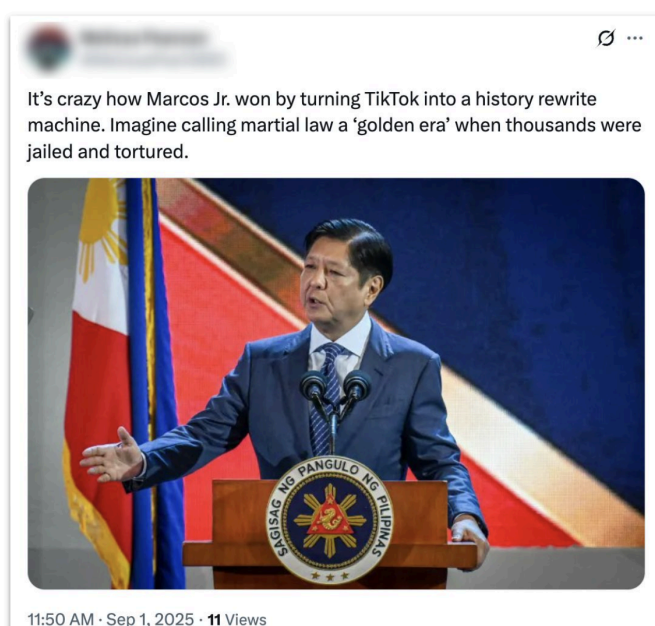 It’s crazy how Marcos Jr. won by turning TikTok into a history rewrite
machine. Imagine calling martial law a ‘golden era’ when thousands were
jailed and tortured.
SAGISAG NG PANGULO NG PILIPINAS
11:50 AM · Sep 1, 2025 · 11 Views